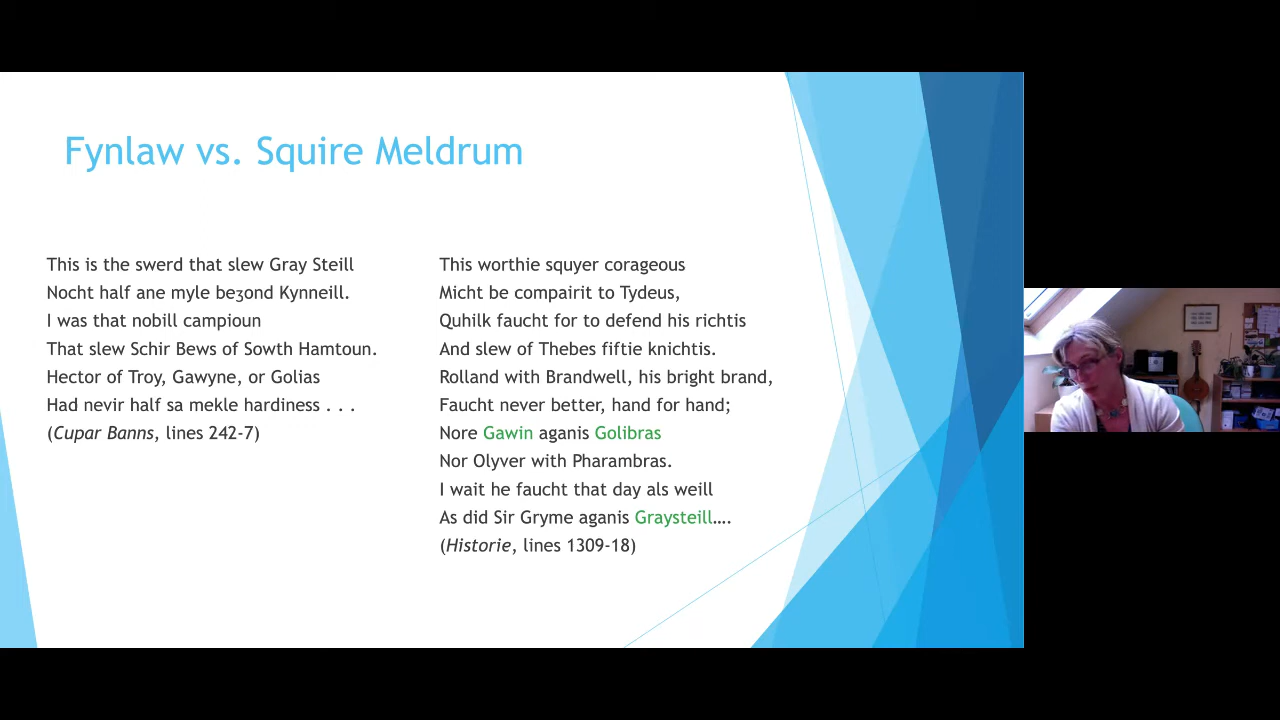 Fynlaw vs. Squire Meldrum
This is the swerd that slew Gray Steill
Nocht half ane myle beȝond Kynneill.
I was that nobill campioun
That slew Schir Bews of Sowth Hamtoun.
Hector of Troy, Gawyne, or Golias
Had nevir half sa mekle hardiness . . .
(Cupar Banns, lines 242-7)
This worthie squyer corageous
Micht be compairit to Tydeus,
Quhilk faucht for to defend his richtis
And slew of Thebes fiftie knichtis.
Rolland with Brandwell, his bright brand,
Faucht never better, hand for hand;
Nore Gawin aganis Golibras
Nor Olyver with Pharambras.
I wait he faucht that day als weill
As did Sir Gryme aganis Graysteill….
(Historie, lines 1309-18)